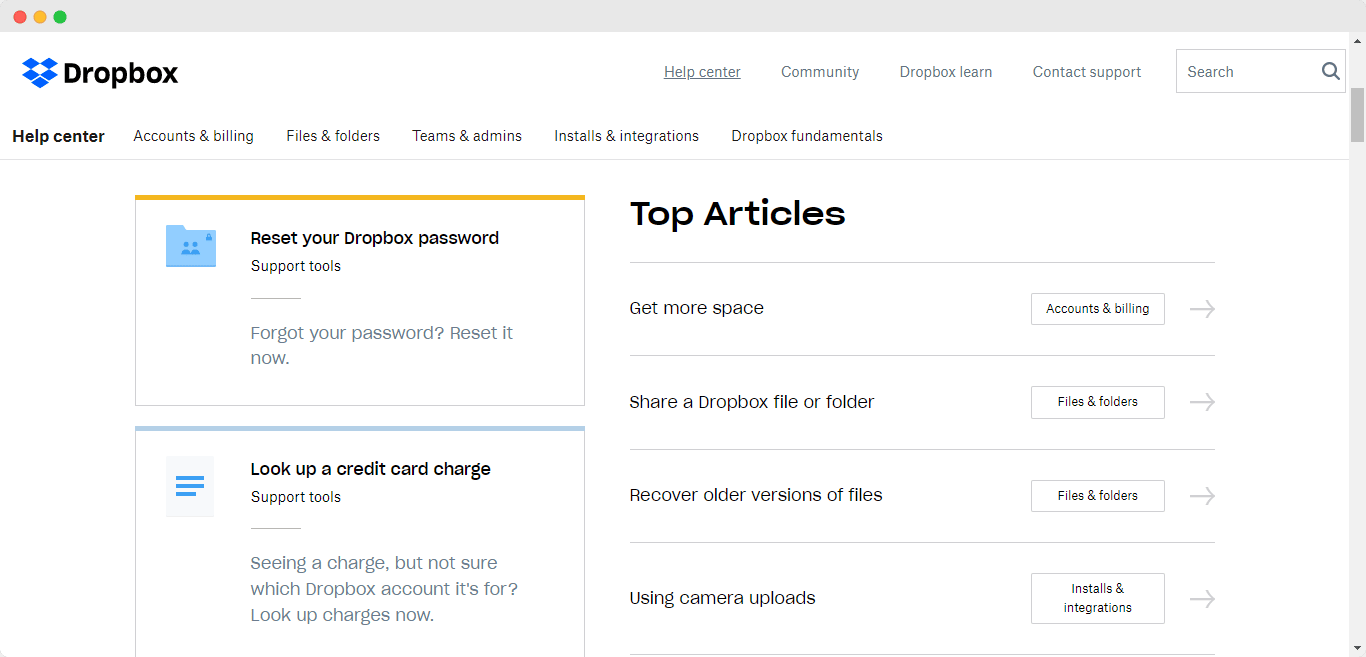 Dropbox
Help center
Community
Dropbox learn
Contact support
Search
Help center
Accounts & billing
Files & folders
Teams & admins
Installs & integrations
Dropbox fundamentals
Reset your Dropbox password
Support tools
Forgot your password? Reset it
now.
Look up a credit card charge
Support tools
Seeing a charge, but not sure
which Dropbox account it's for?
Look up charges now.
Top Articles
Get more space
Accounts & billing
Share a Dropbox file or folder
Files & folders
Recover older versions of files
Files & folders
Using camera uploads
Installs &
integrations